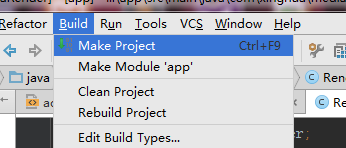 Refactor Build Run Tools VCS Window Help
Make Project Ctrl+F9
Make Module 'app'
java
Clean Project
Rebuild Project
Edit Build Types...